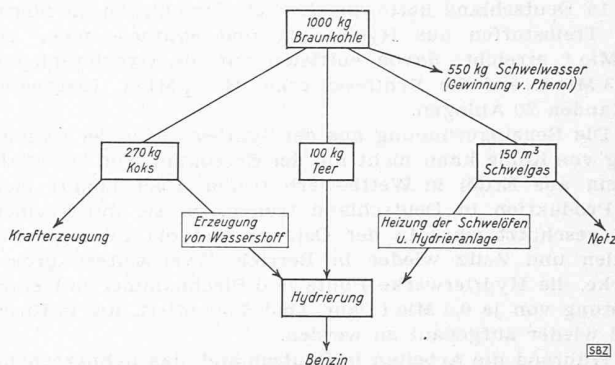 1000 kg
Braunkohle
550 kg Schwelwasser
(Gewinnung v. Phenol)
270 kg
Koks
100 kg
Teer
150 m³
Schwelgas
Krafterzeugung
Erzeugung
von Wasserstoff
Heizung der Schwelöfen
u. Hydrieranlage
Netz
Hydrierung
Benzin
SBZ